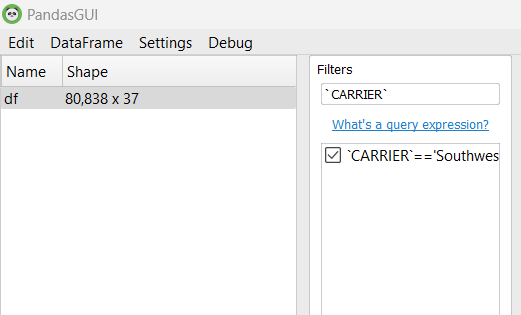 PandasGUI
Edit DataFrame Settings Debug
Name Shape
df 80,838 x 37
Filters
`CARRIER`
What's a query expression?
`CARRIER`=='Southwes